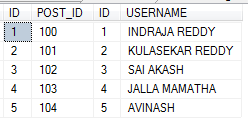 ID POST_ID ID USERNAME
1 100 1 INDRAJA REDDY
2 101 2 KULASEKAR REDDY
3 102 3 SAI AKASH
4 103 4 JALLA MAMATHA
5 104 5 AVINASH